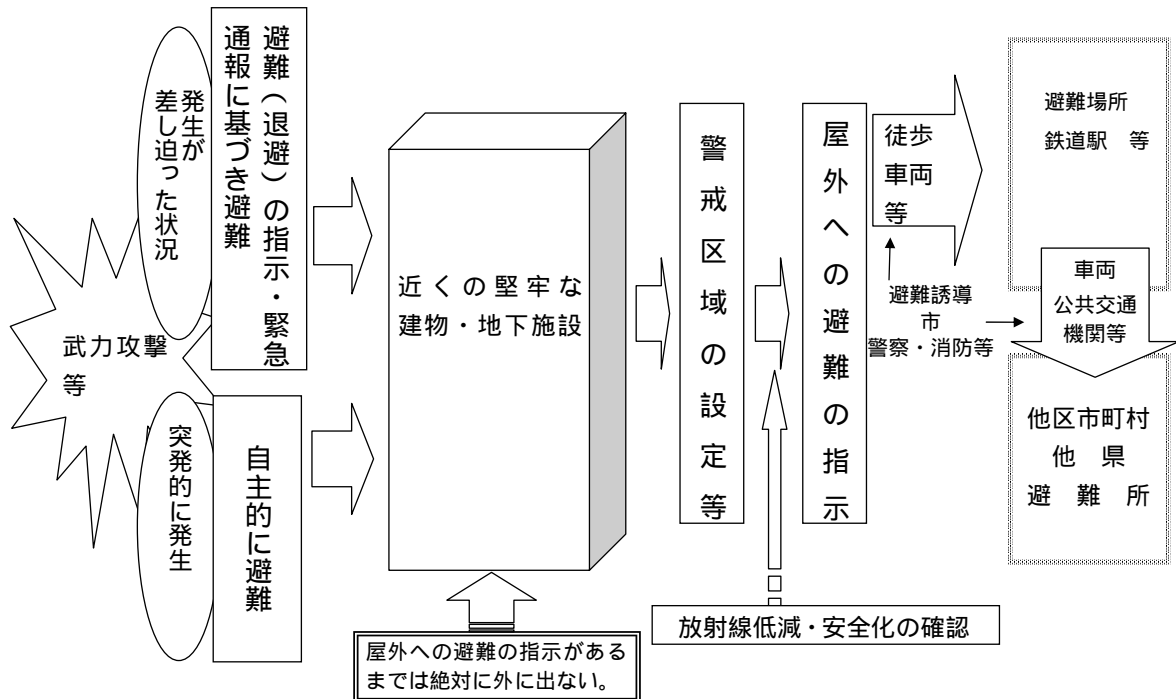 武力攻撃
等
発生が
差し迫った状況
避難(退避)の指示・緊急
通報に基づき避難
突発的に発生
自主的に避難
近くの堅牢な
建物・地下施設
屋外への避難の指示がある
までは絶対に外に出ない。
警戒区域の設定等
放射線低減・安全化の確認
屋外への避難の指示
徒歩
車両
等
避難誘導
市
警察・消防等
避難場所
鉄道駅 等
車両
公共交通
機関等
他区市町村
他 県
避 難 所